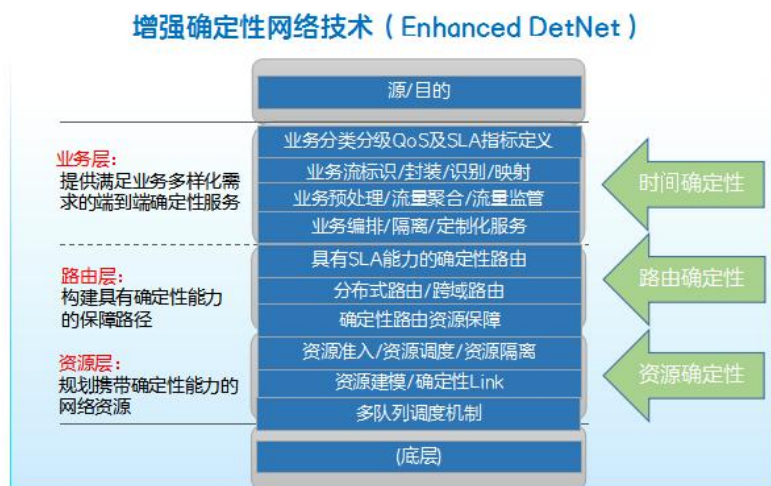 增强确定性网络技术（Enhanced DetNet）
源/目的
业务层：
提供满足业务多样化需
求的端到端确定性服务
业务分类分级QoS及SLA指标定义
业务流标识/封装/识别/映射
业务预处理/流量聚合/流量监管
业务编排/隔离/定制化服务
时间确定性
路由层：
构建具有确定性能力
的保障路径
具有SLA能力的确定性路由
分布式路由/跨域路由
确定性路由资源保障
路由确定性
资源层：
规划携带确定性能力的
网络资源
资源准入/资源调度/资源隔离
资源建模/确定性Link
多队列调度机制
资源确定性
(底层)